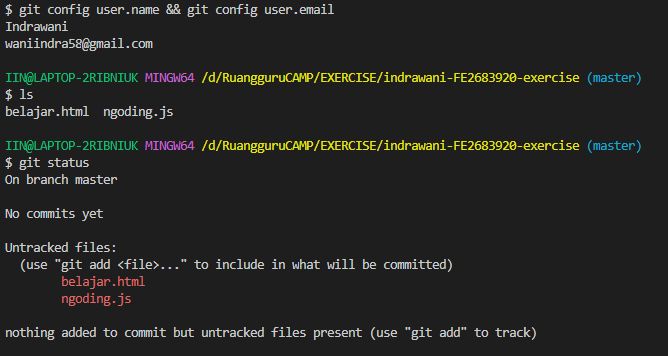 $ git config user.name && git config user.email
Indrawani
waniindra58@gmail.com
IIN@LAPTOP-2RIBNIUK MINGW64 /d/RuangguruCAMP/EXERCISE/indrawani-FE2683920-exercise (master)
$ ls
belajar.html  ngoding.js
IIN@LAPTOP-2RIBNIUK MINGW64 /d/RuangguruCAMP/EXERCISE/indrawani-FE2683920-exercise (master)
$ git status
On branch master
No commits yet
Untracked files:
  (use "git add <file>..." to include in what will be committed)
        belajar.html
        ngoding.js
nothing added to commit but untracked files present (use "git add" to track)